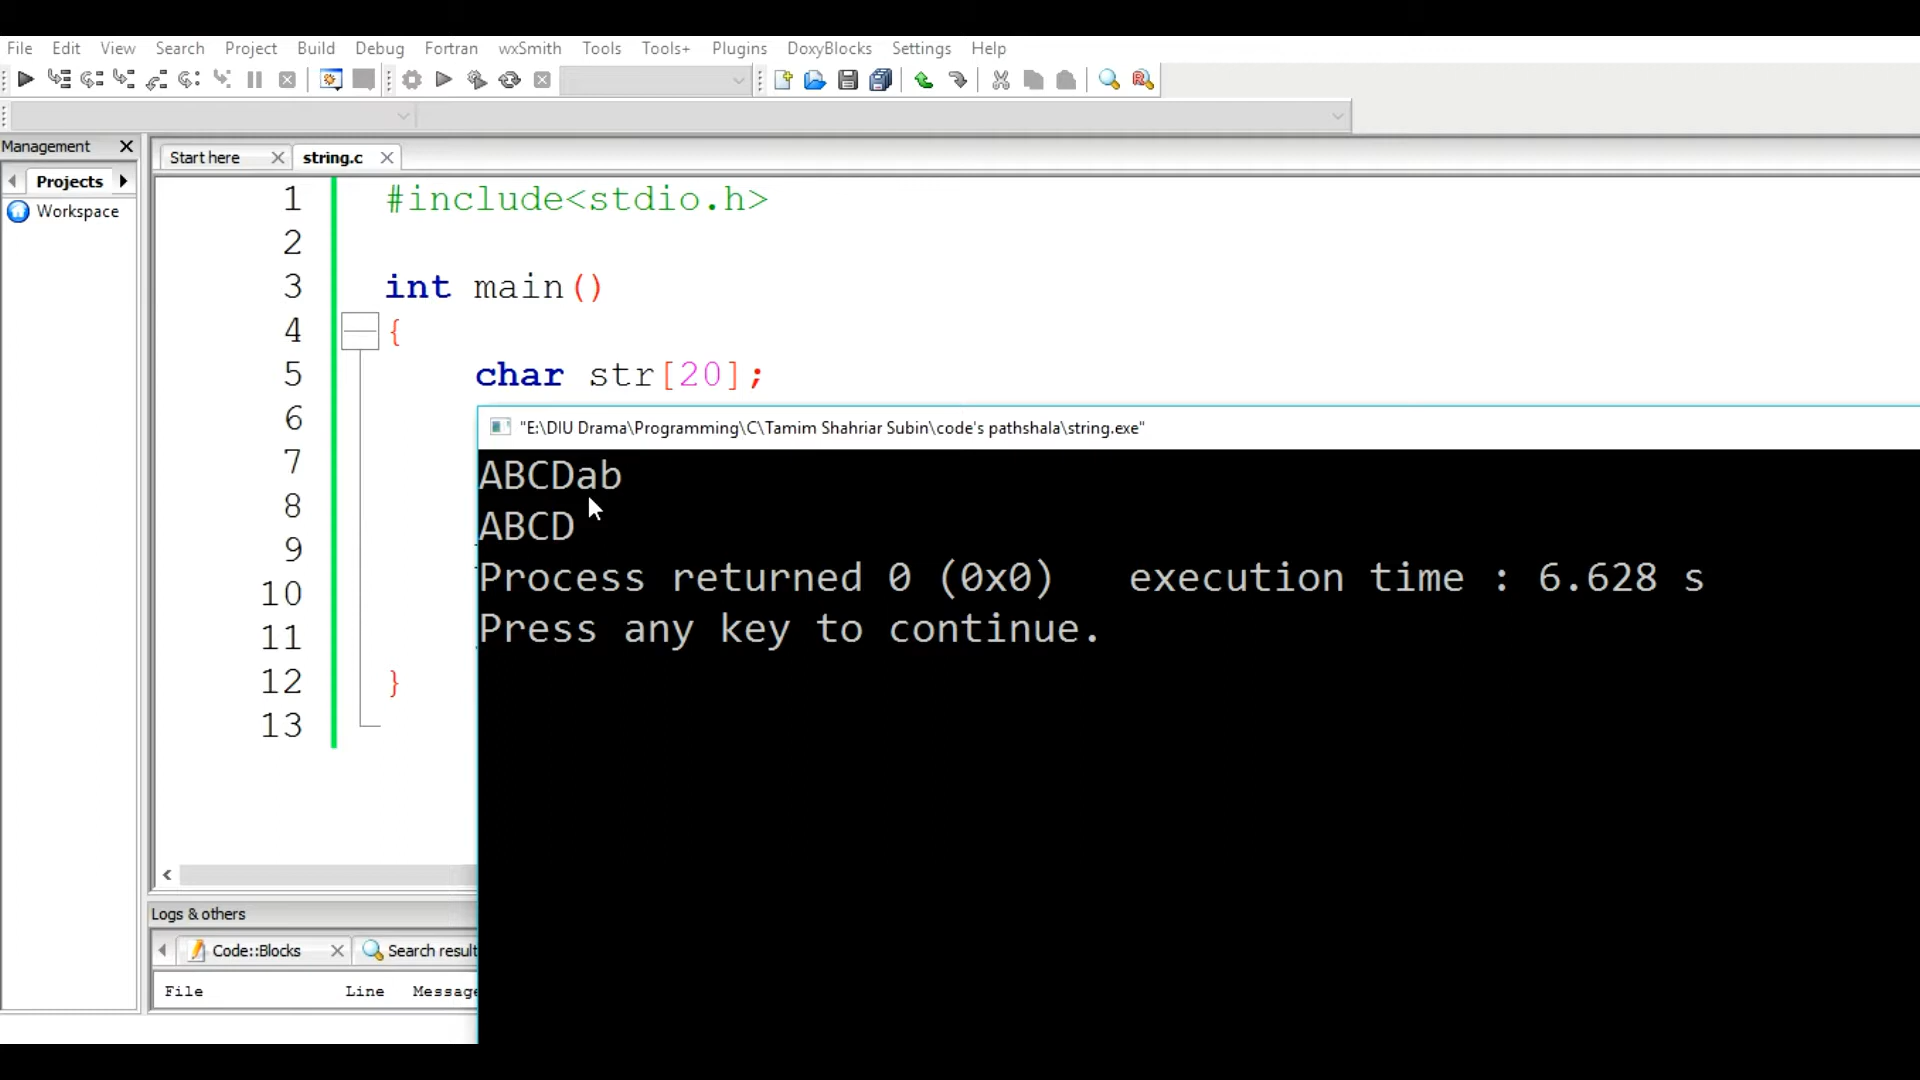 File Edit View Search Project Build Debug Fortran wxSmith Tools Tools+ Plugins DoxyBlocks Settings Help
Management
Start here string.c
Projects
Workspace
1 #include<stdio.h>
2
3 int main()
4 {
5 char str[20];
6
7
8
9
10
11
12 }
13
"E:\DIU Drama\Programming\C\Tamim Shahriar Subin\code's pathshala\string.exe"
ABCDab
ABCD
Process returned 0 (0x0) execution time : 6.628 s
Press any key to continue.
Logs & others
Code::Blocks Search result
File Line Message